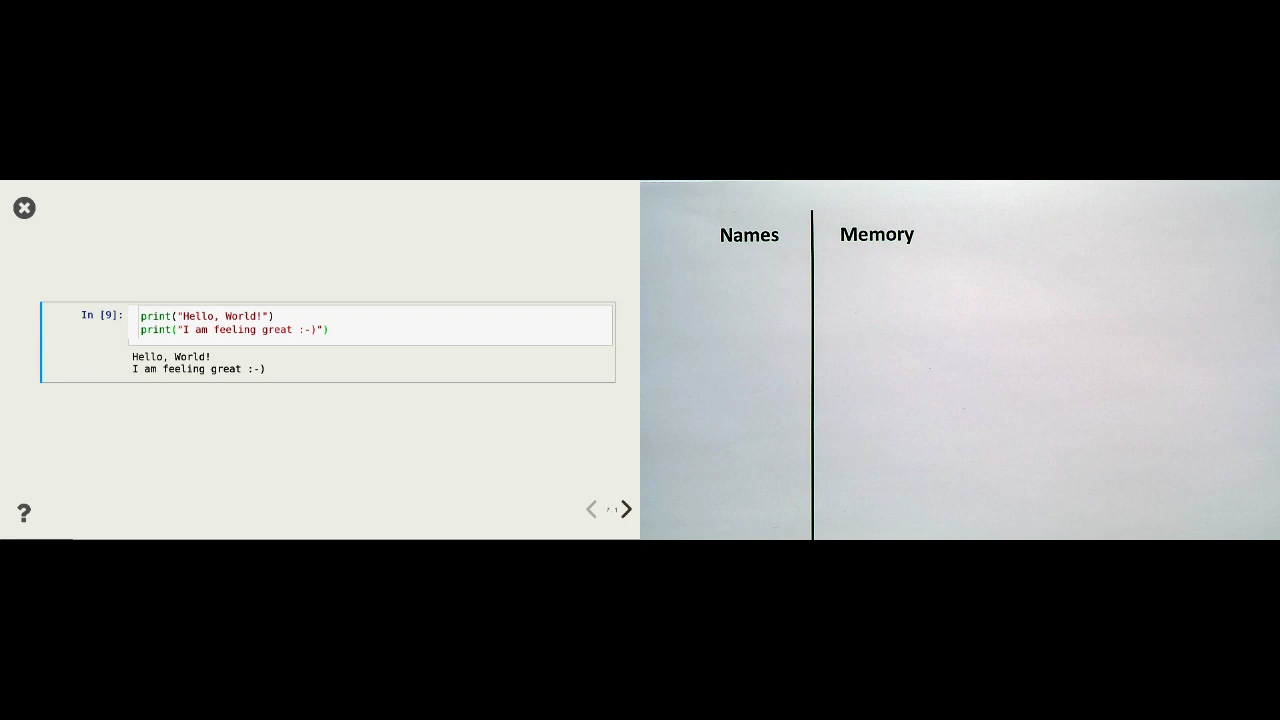 In [9]:
print("Hello, World!")
print("I am feeling great :-)")
Hello, World!
I am feeling great :-)
?
Names
Memory